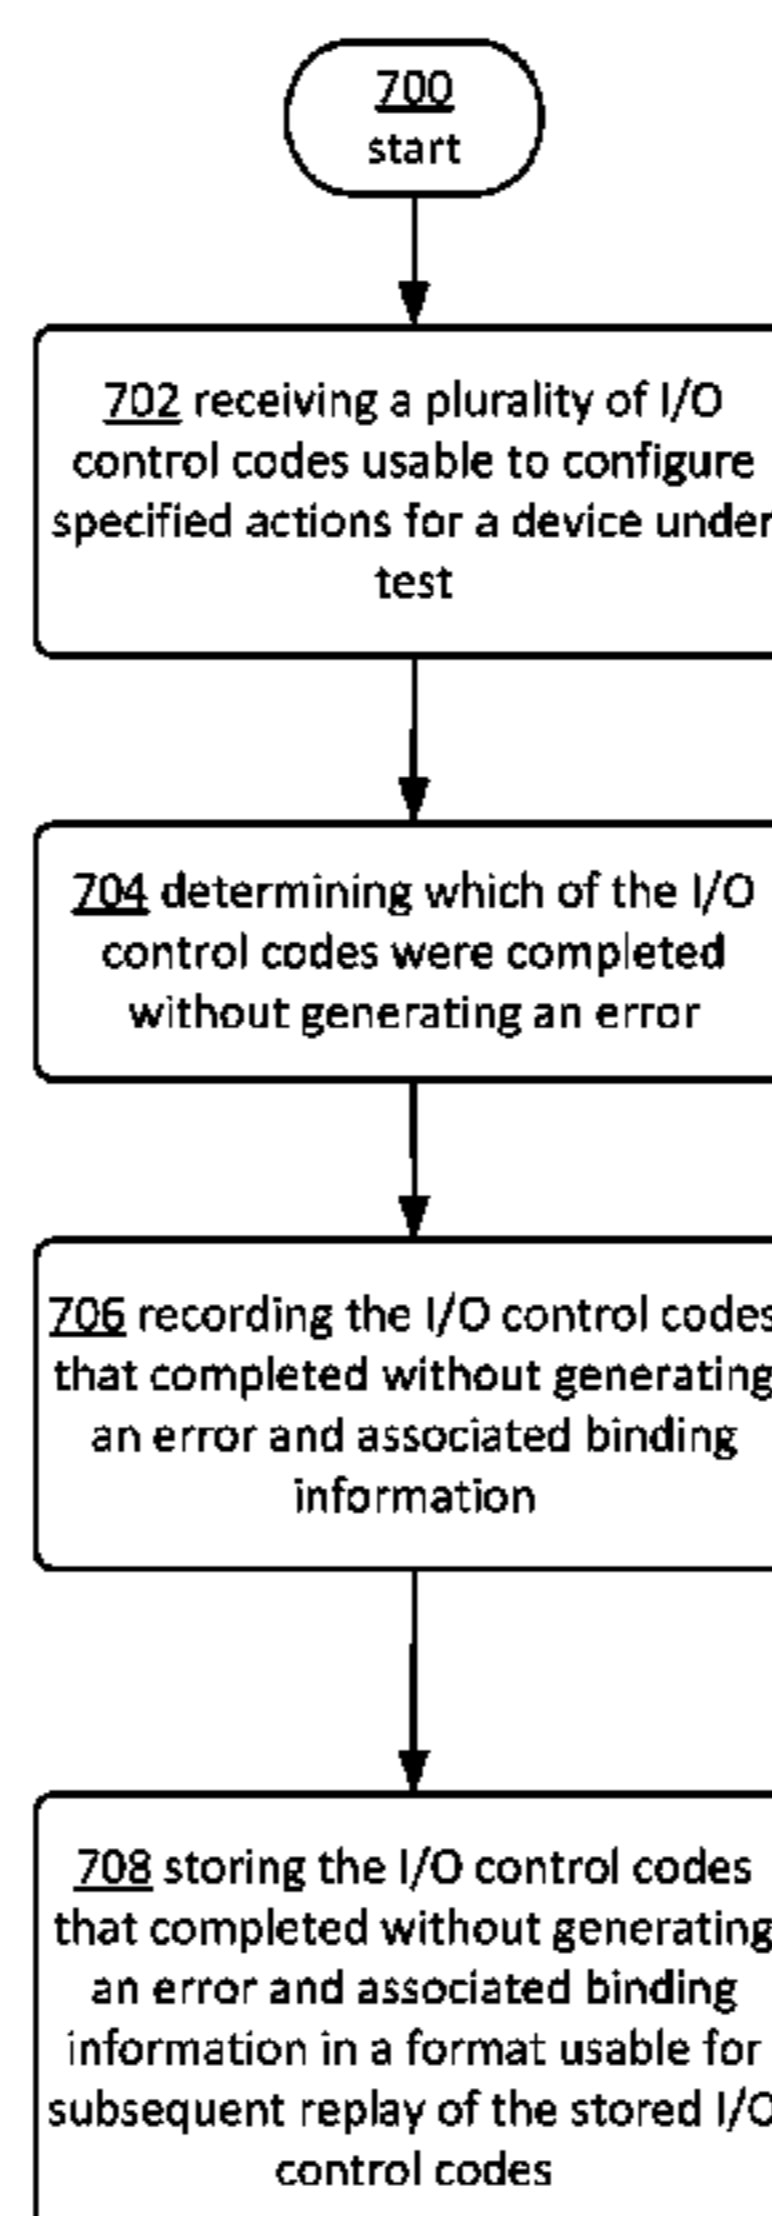 700
start
702 receiving a plurality of I/O
control codes usable to configure
specified actions for a device under
test
704 determining which of the I/O
control codes were completed
without generating an error
706 recording the I/O control codes
that completed without generating
an error and associated binding
information
708 storing the I/O control codes
that completed without generating
an error and associated binding
information in a format usable for
subsequent replay of the stored I/O
control codes